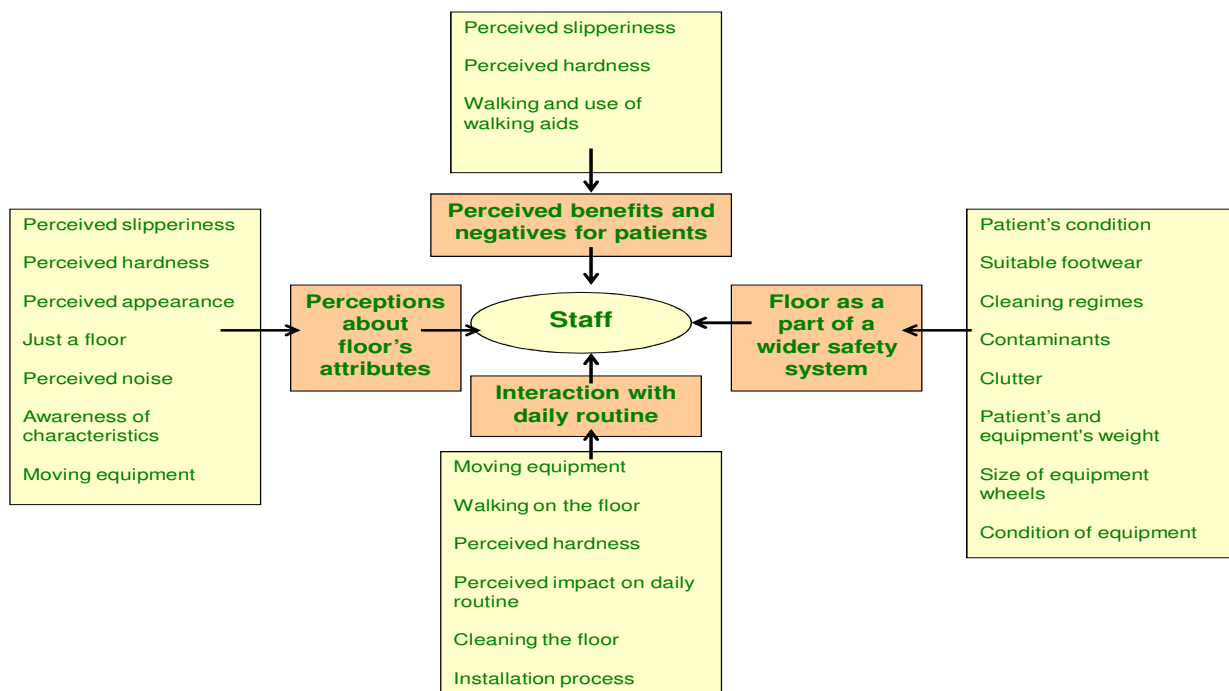 Perceived slipperiness
Perceived hardness
Walking and use of
walking aids
Perceived benefits and
negatives for patients
Perceived slipperiness
Perceived hardness
Perceived appearance
Just a floor
Perceived noise
Awareness of
characteristics
Moving equipment
Perceptions
about
floor’s
attributes
Staff
Floor as a
part of a
wider safety
system
Patient’s condition
Suitable footwear
Cleaning regimes
Contaminants
Clutter
Patient’s and
equipment's weight
Size of equipment
wheels
Condition of equipment
Interaction with
daily routine
Moving equipment
Walking on the floor
Perceived hardness
Perceived impact on daily
routine
Cleaning the floor
Installation process